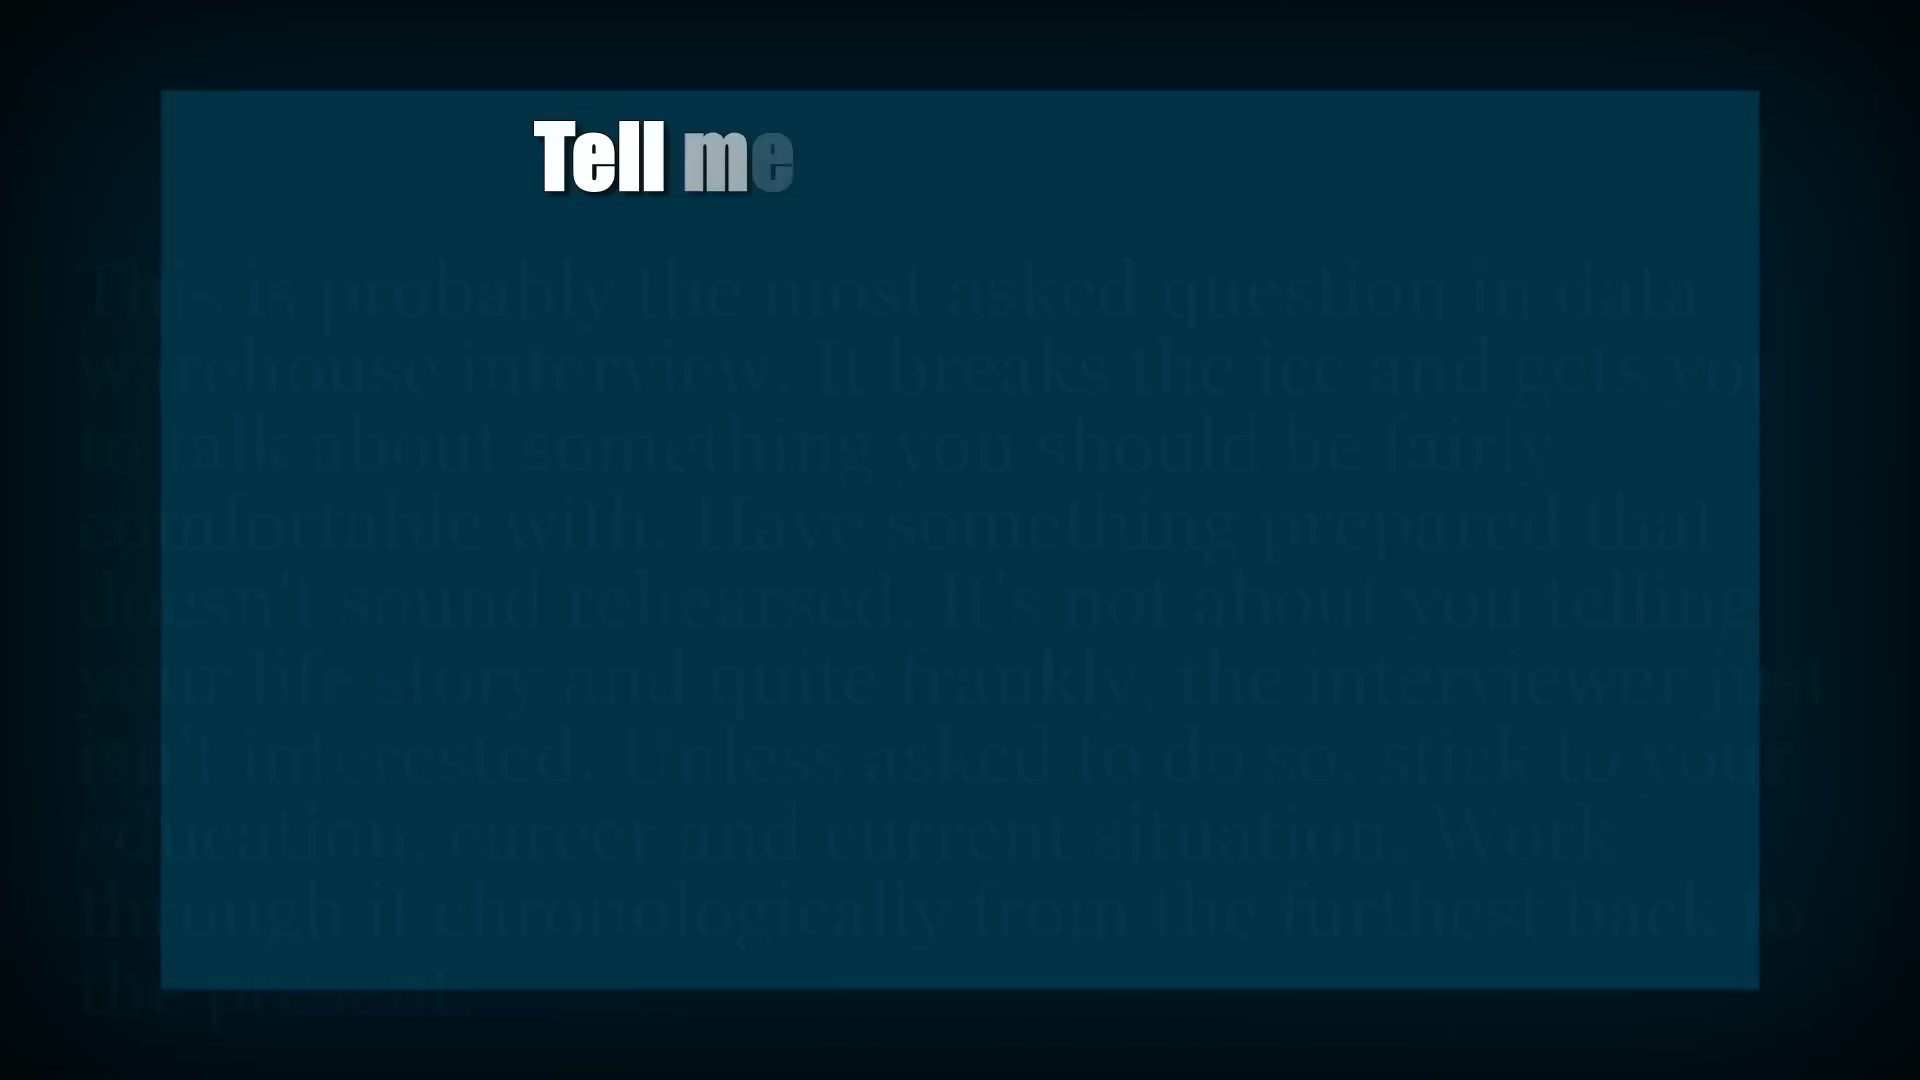 Tell me
This is probably the most asked question in data
warehouse interview. It breaks the ice and gets you
to talk about something you should be fairly
comfortable with. Have something prepared that
doesn't sound rehearsed. It's not about you telling
your life story and quite frankly, the interviewer just
isn't interested. Unless asked to do so, stick to your
education, career and current situation. Work
through it chronologically from the furthest back to
the present.